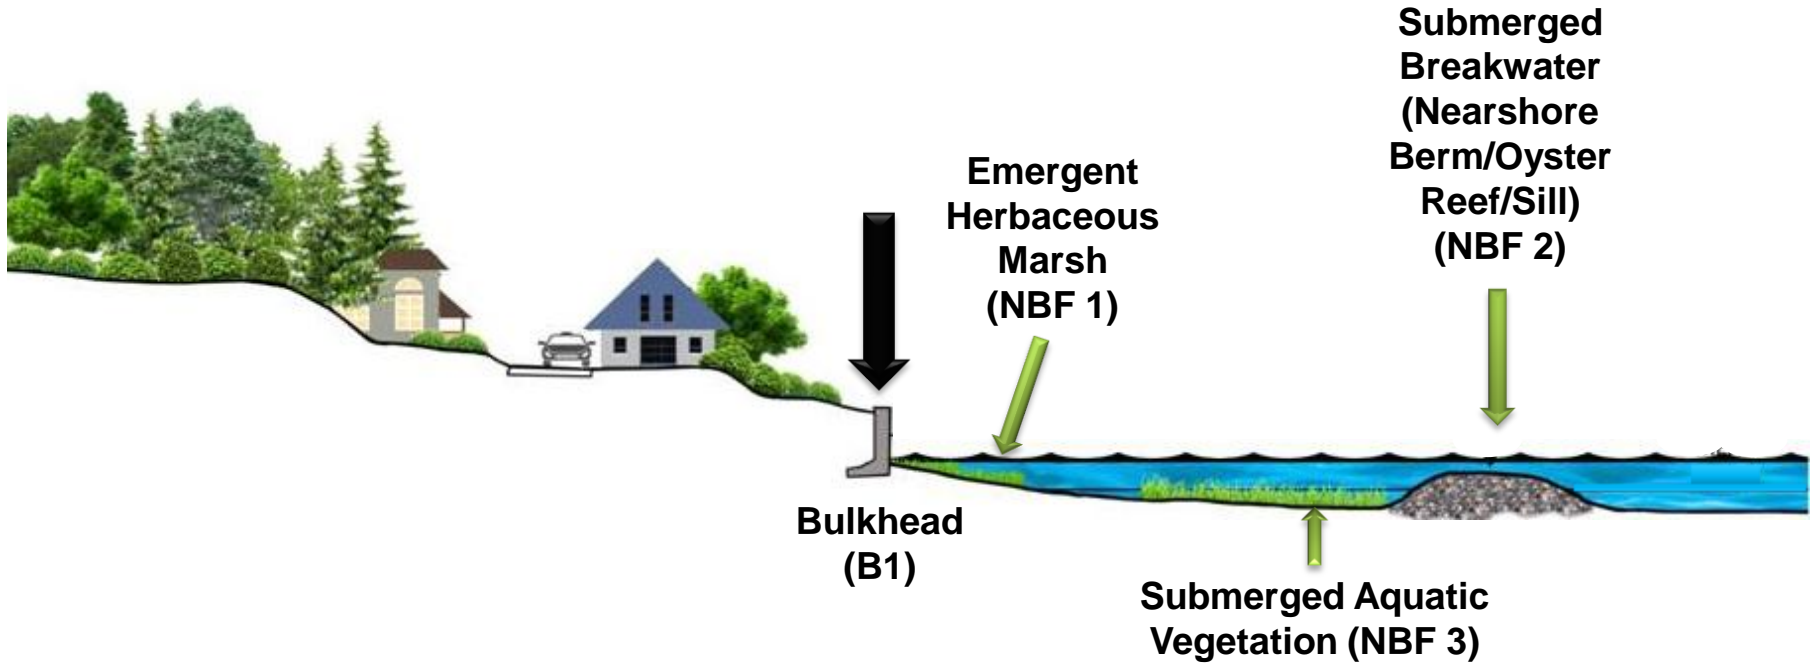 Submerged
Breakwater
(Nearshore
Berm/Oyster
Reef/Sill)
(NBF 2)
Emergent
Herbaceous
Marsh
(NBF 1)
Bulkhead
(B1)
Submerged Aquatic
Vegetation (NBF 3)